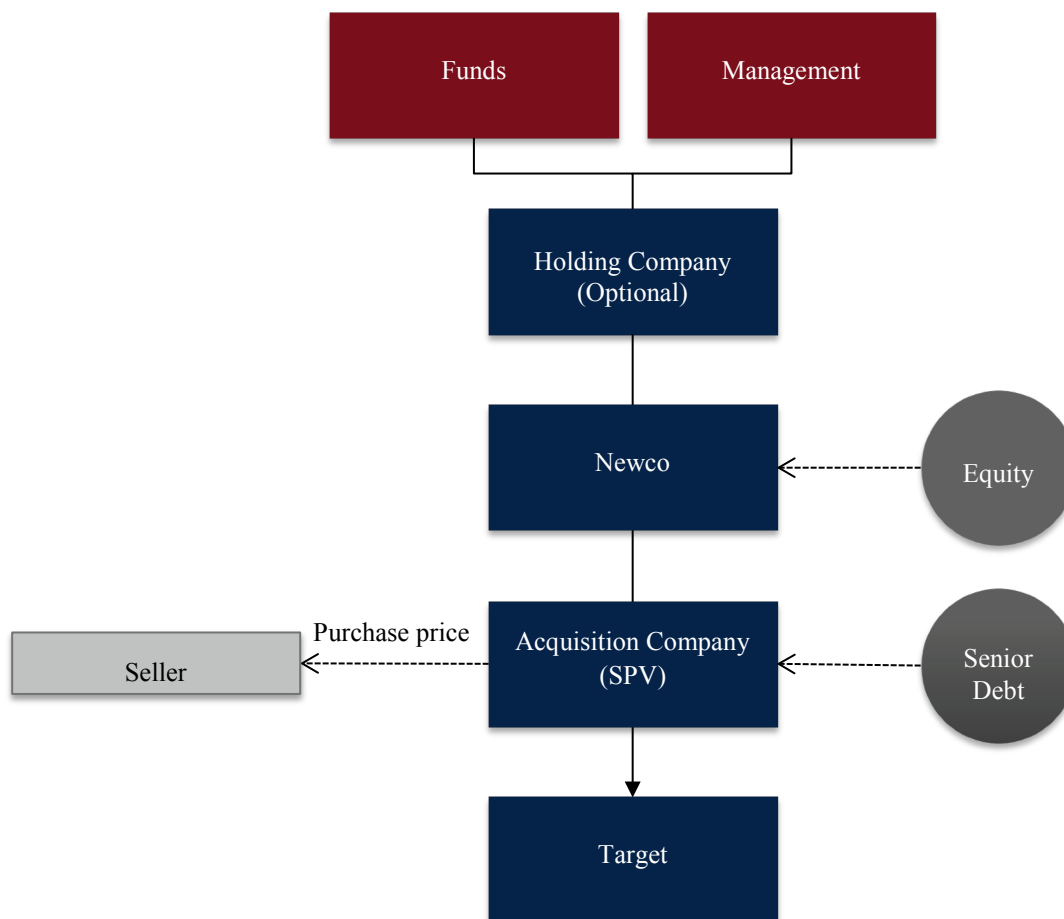 Funds
Management
Holding Company
(Optional)
Newco
Equity
Purchase price
Seller
Acquisition Company
(SPV)
Senior
Debt
Target